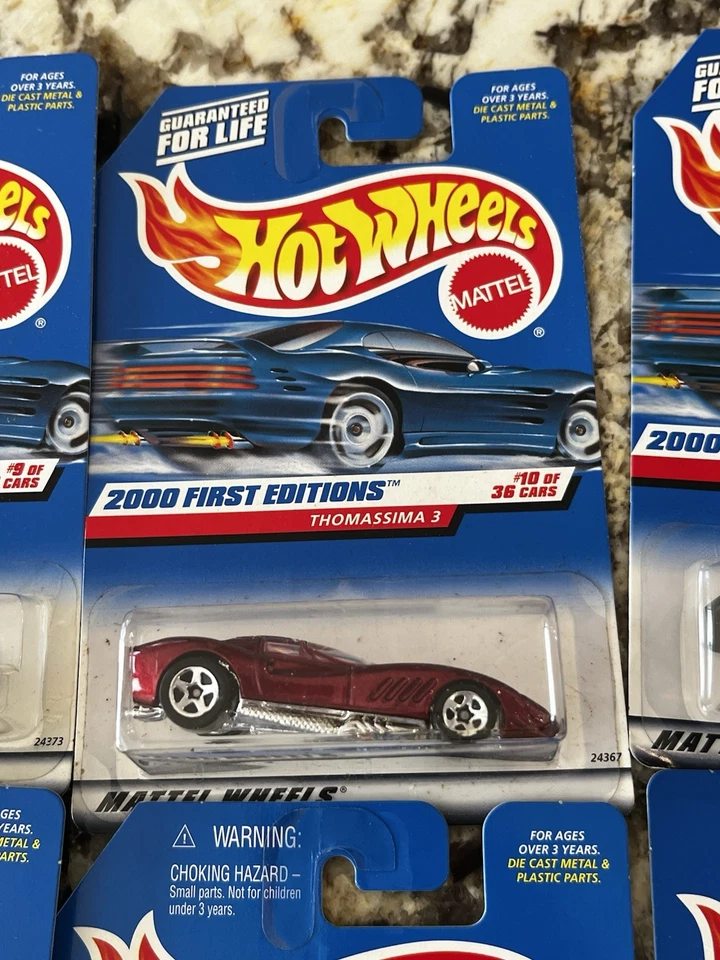 FOR AGES
OVER 3 YEARS.
DIE CAST METAL &
PLASTIC PARTS.
MATTEL
®
#9 OF
CARS
24373
GUARANTEED
FOR LIFE
FOR AGES
OVER 3 YEARS.
DIE CAST METAL &
PLASTIC PARTS.
HOT WHEELS
MATTEL
®
2000 FIRST EDITIONS™
#10 OF
36 CARS
THOMASSIMA 3
24367
MATTEL WHEELS®
2000
WARNING:
CHOKING HAZARD –
Small parts. Not for children
under 3 years.
FOR AGES
OVER 3 YEARS.
DIE CAST METAL &
PLASTIC PARTS.